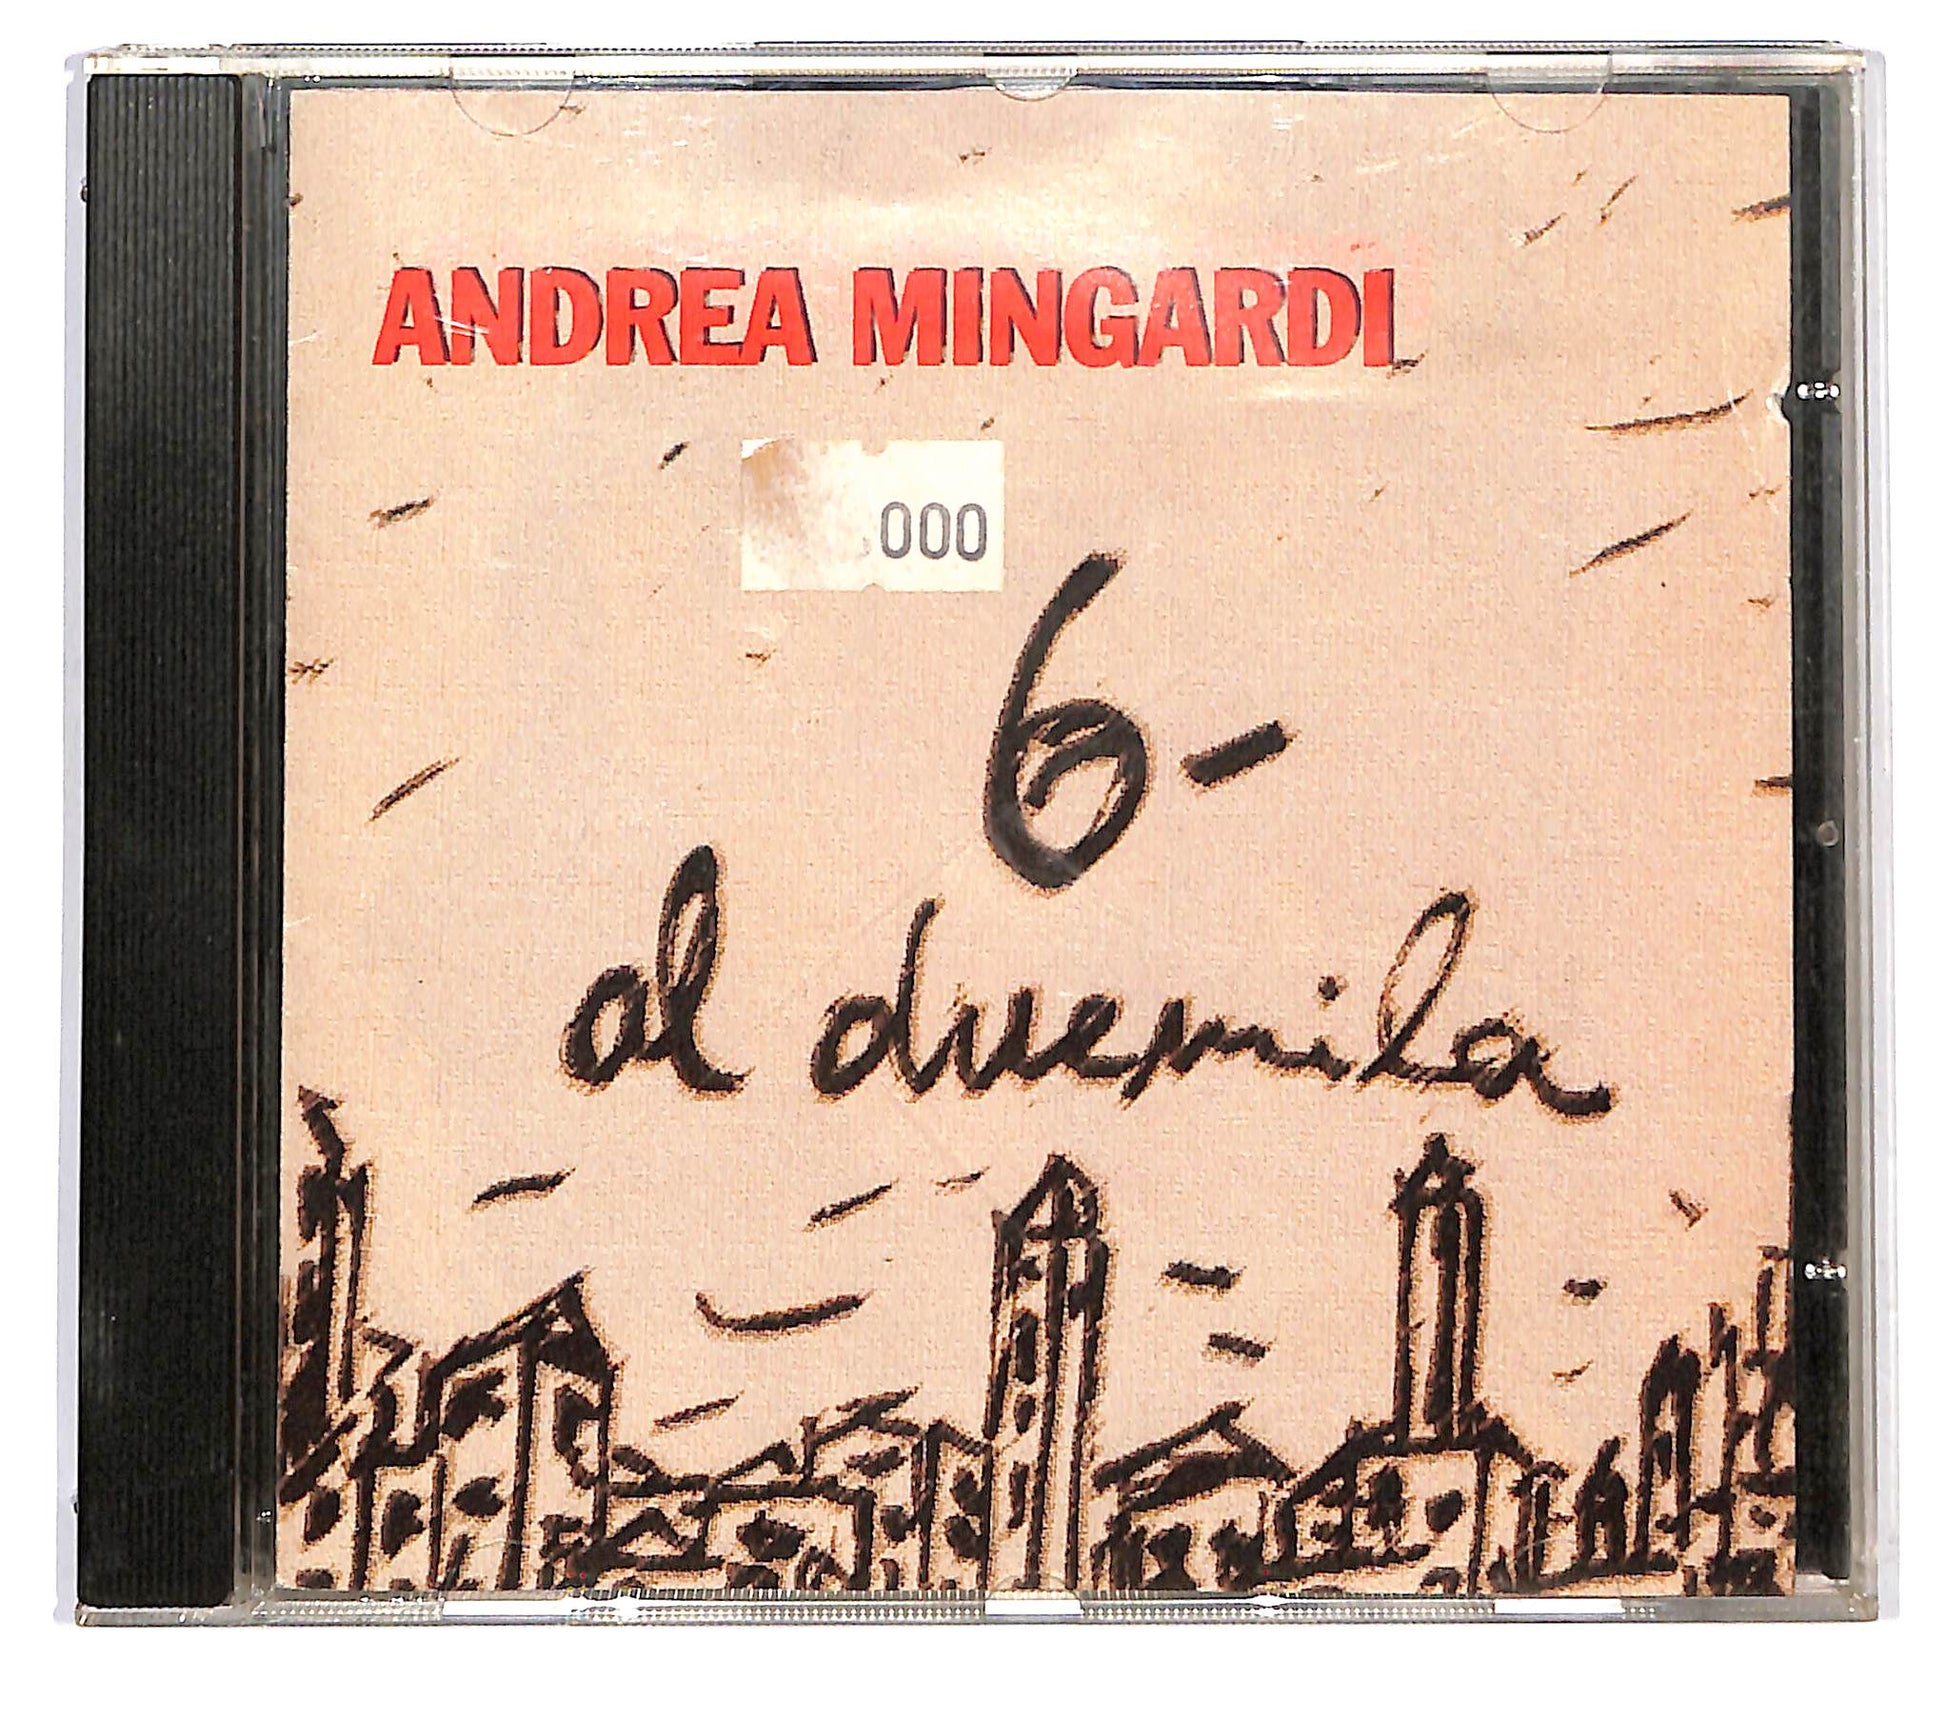 ANDREA MINGARDI
000
6-
al duemila